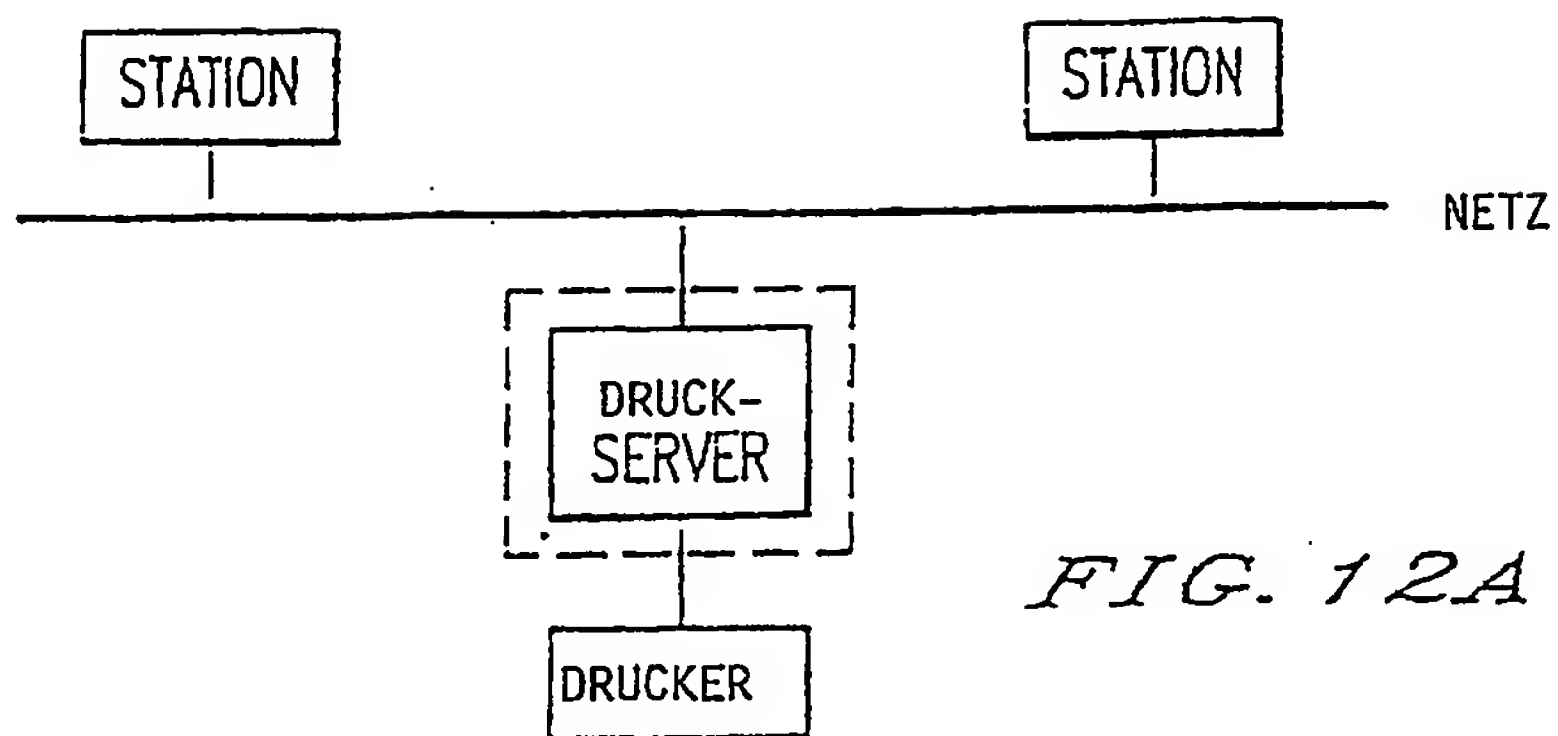 STATION
STATION
NETZ
DRUCK-
SERVER
FIG. 12A
DRUCKER